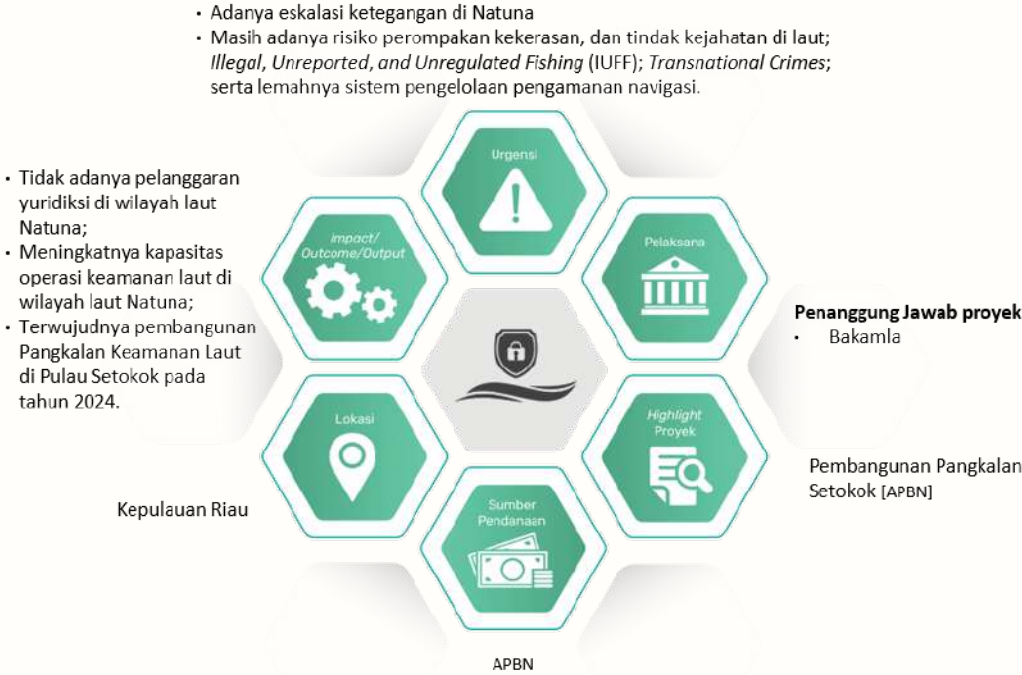 • Adanya eskalasi ketegangan di Natuna
• Masih adanya risiko perompakan kekerasan, dan tindak kejahatan di laut;
Illegal, Unreported, and Unregulated Fishing (IUFF); Transnational Crimes;
serta lemahnya sistem pengelolaan pengamanan navigasi.
Urgensi
• Tidak adanya pelanggaran
yuridiksi di wilayah laut
Natuna;
• Meningkatnya kapasitas
operasi keamanan laut di
wilayah laut Natuna;
• Terwujudnya pembangunan
Pangkalan Keamanan Laut
di Pulau Setokok pada
tahun 2024.
Impact/
Outcome/Output
Pelaksana
Penanggung Jawab proyek
• Bakamla
Lokasi
Kepulauan Riau
Highlight
Proyek
Pembangunan Pangkalan
Setokok [APBN]
Sumber
Pendanaan
APBN